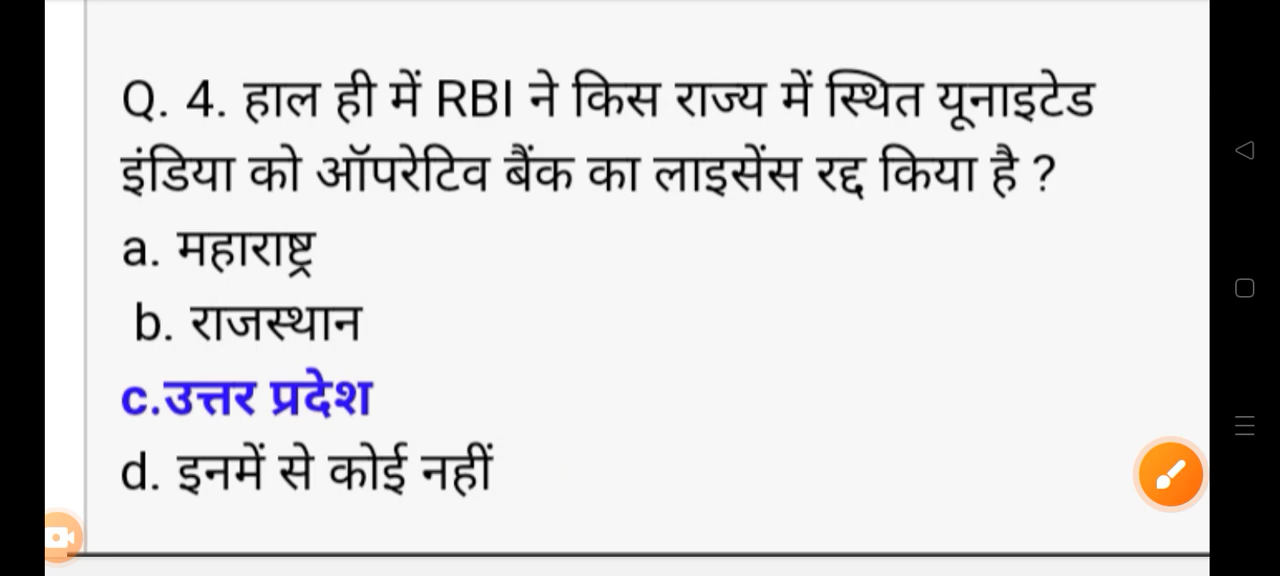 Q. 4. हाल ही में RBI ने किस राज्य में स्थित यूनाइटेड
इंडिया को ऑपरेटिव बैंक का लाइसेंस रद्द किया है ?
a. महाराष्ट्र
b. राजस्थान
c.उत्तर प्रदेश
d. इनमें से कोई नहीं